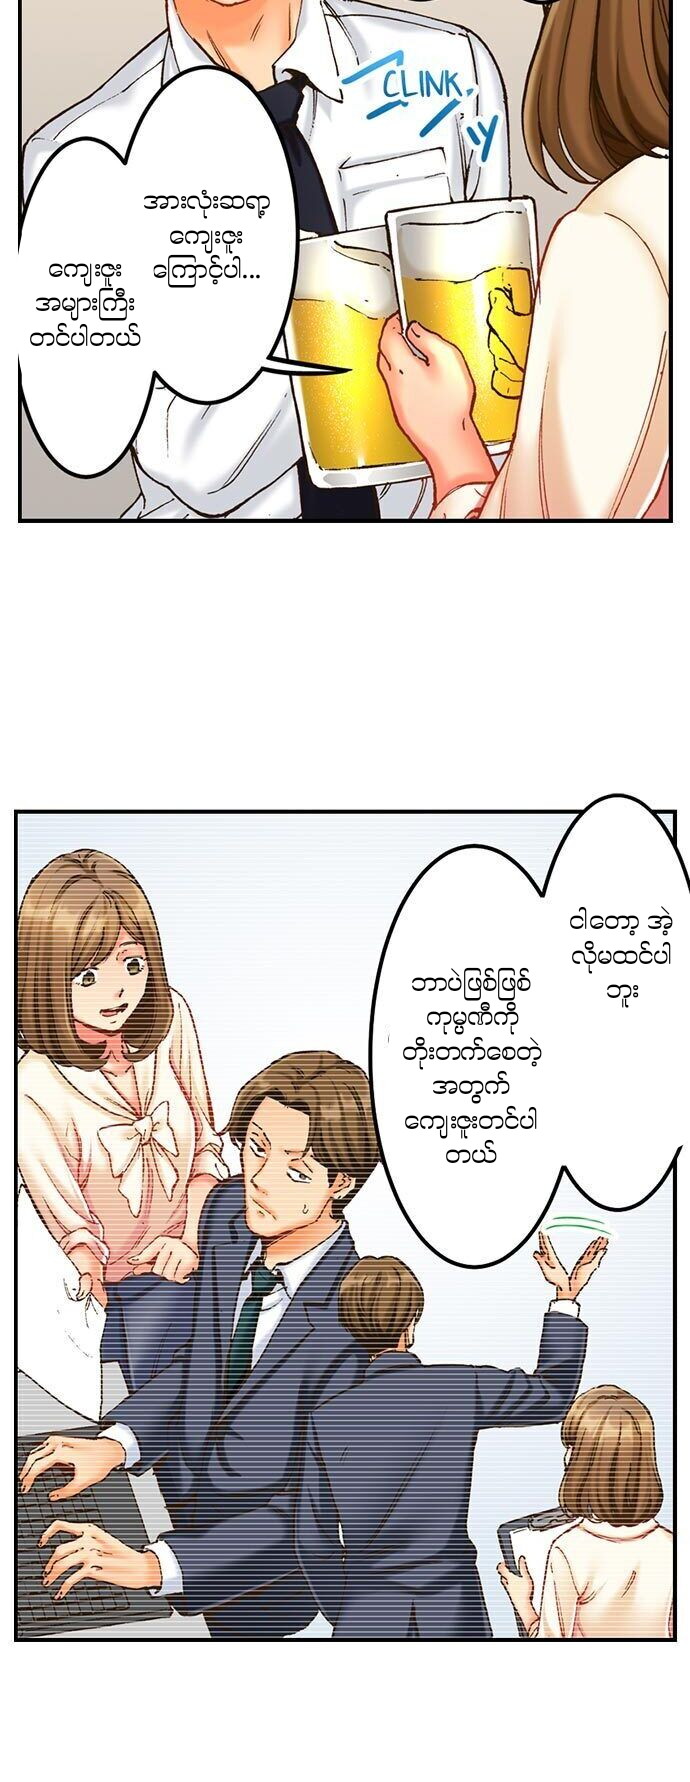 CLINK
အားလုံးဆရာ့
ကျေးဇူး
ကြောင့်ပါ...
ကျေးဇူး
အများကြီး
တင်ပါတယ်
ငါတော့ အဲ့
လိုမထင်ပါ
ဘူး
ဘာပဲဖြစ်ဖြစ်
ကုမ္ပဏီကို
တိုးတက်စေတဲ့
အတွက်
ကျေးဇူးတင်ပါ
တယ်